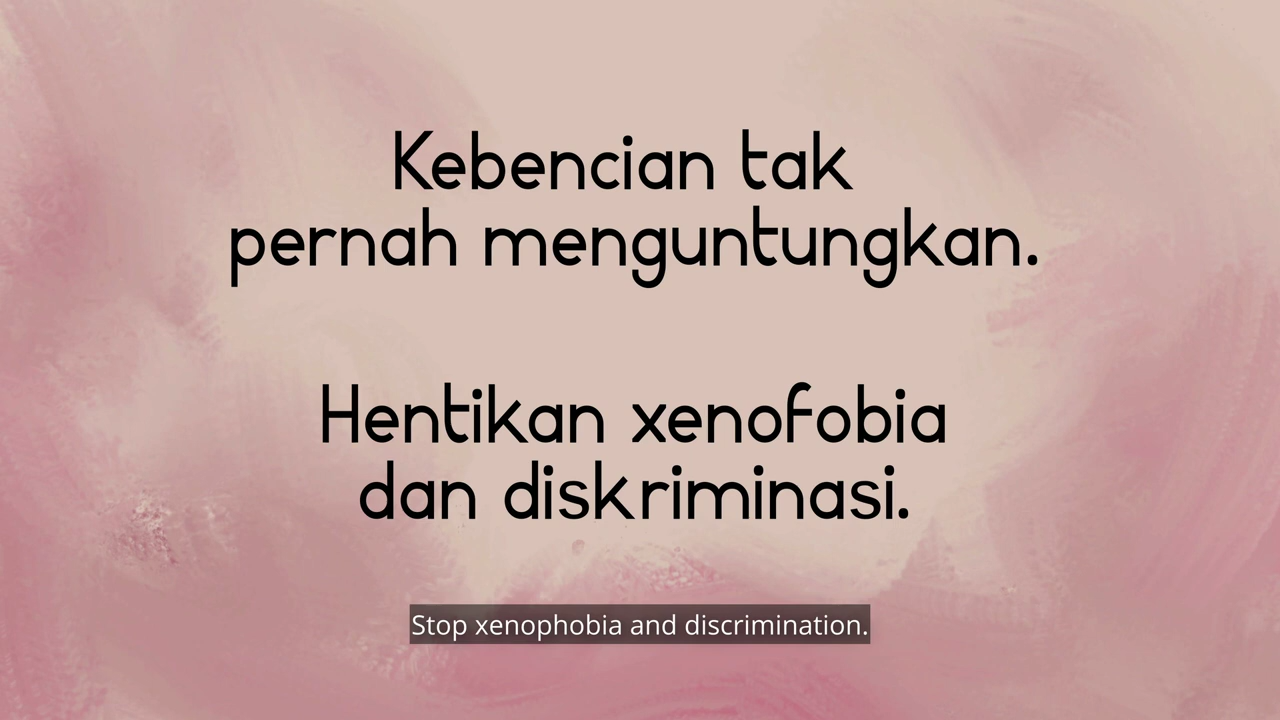 Kebencian tak
pernah menguntungkan.
Hentikan xenofobia
dan diskriminasi.
Stop xenophobia and discrimination.